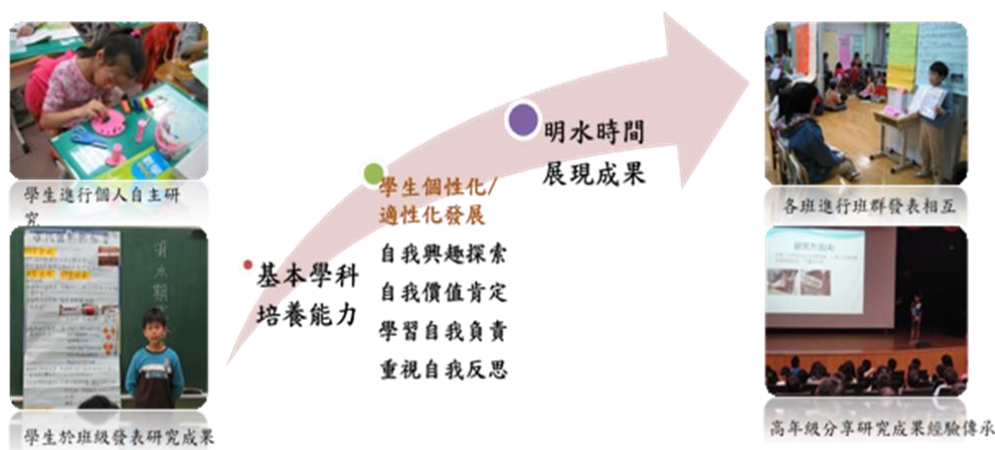 學生進行個人自主研
究
學生於班級發表研究成果
明水期
基本學科
培養能力
學生個性化/
適性化發展
自我興趣探索
自我價值肯定
學習自我負責
重視自我反思
明水時間
展現成果
各班進行班群發表相互
高年級分享研究成果經驗傳承